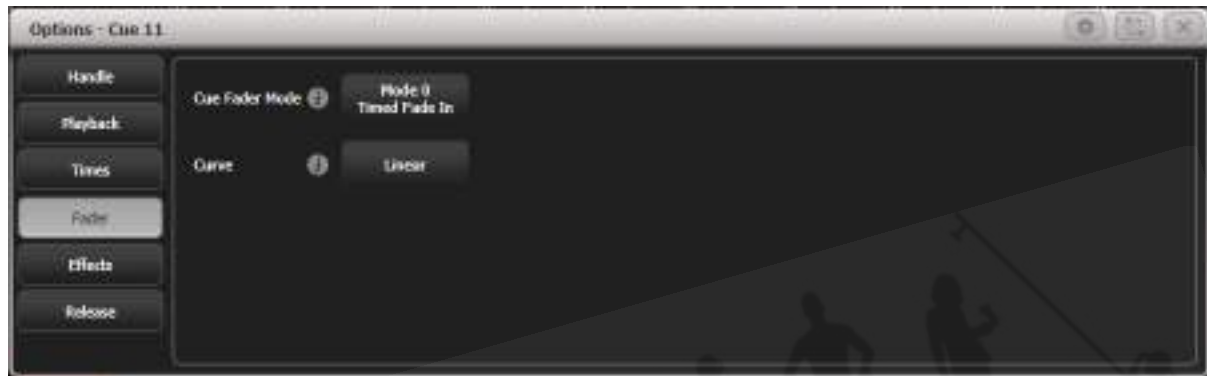 Options - Cue 11
Handle
Playback
Times
Fader
Effects
Release
Cue Fader Mode
Mode 0
Timed Fade In
Curve
Linear